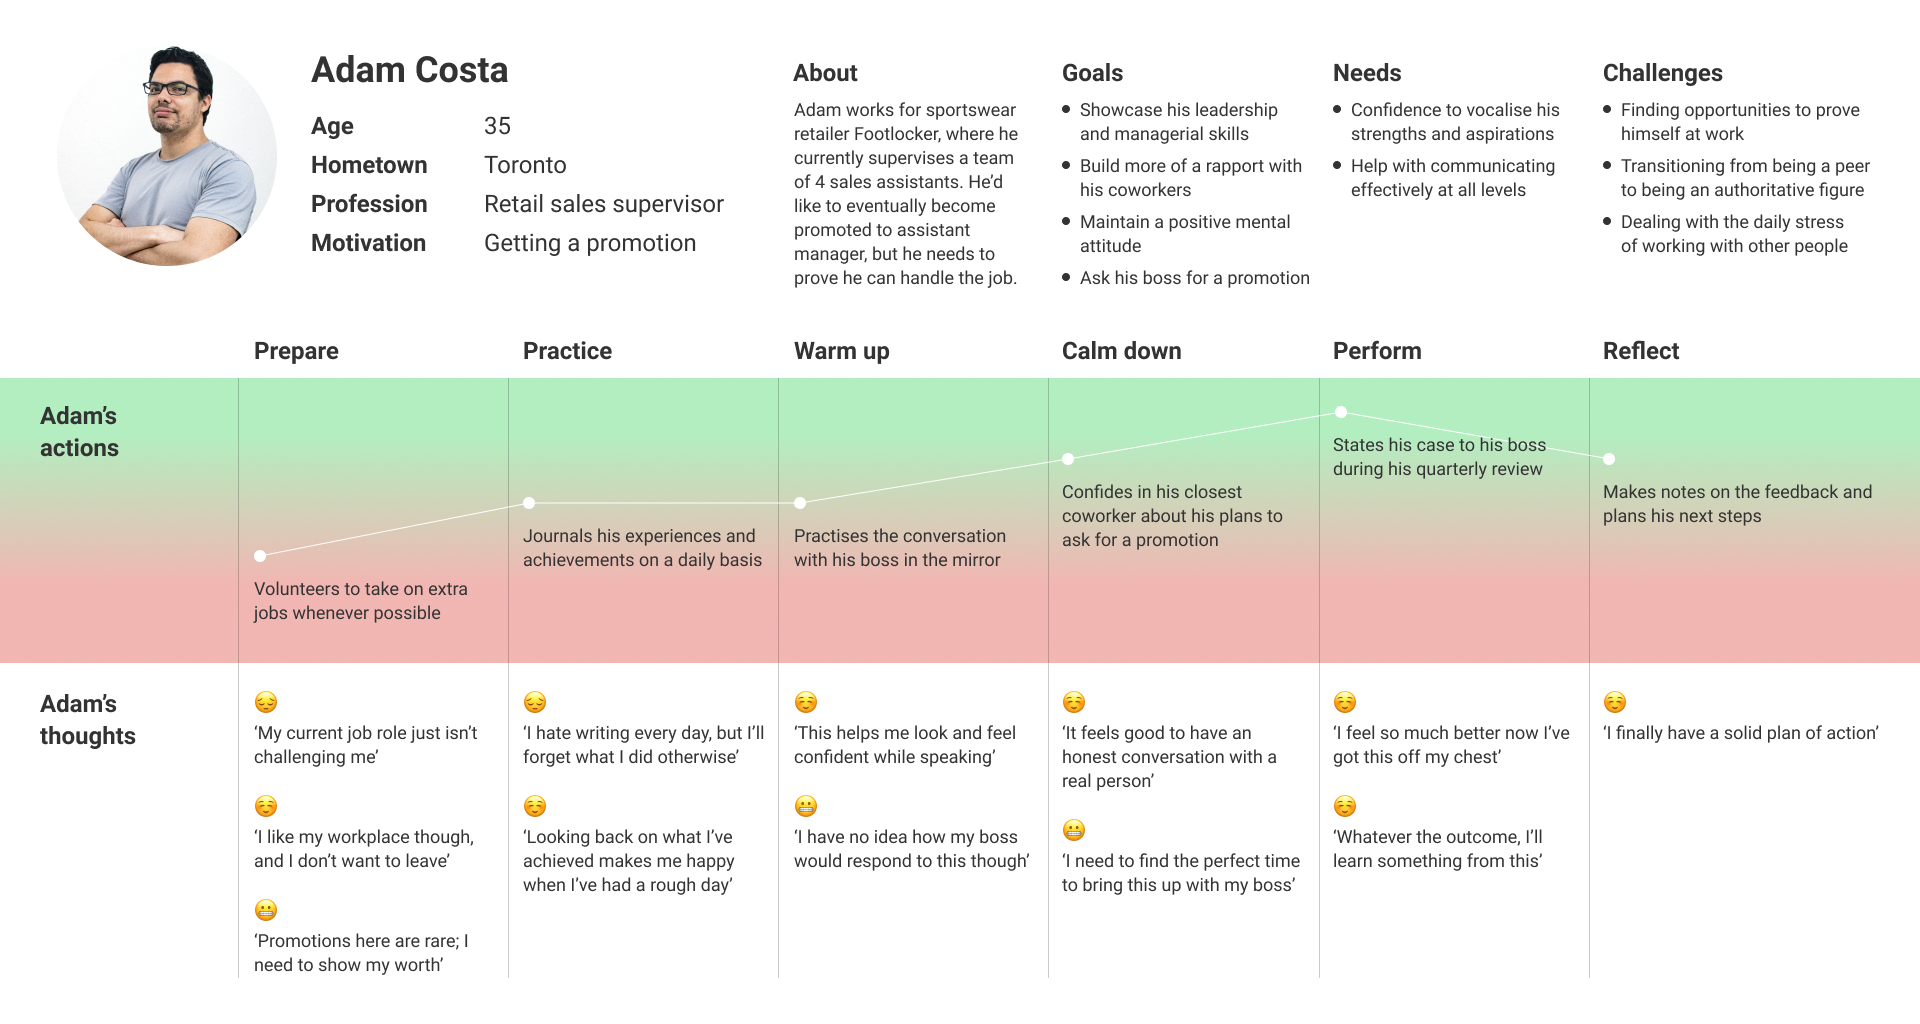 Adam Costa
Age 35
Hometown Toronto
Profession Retail sales supervisor
Motivation Getting a promotion
About
Adam works for sportswear
retailer Footlocker, where he
currently supervises a team
of 4 sales assistants. He’d
like to eventually become
promoted to assistant
manager, but he needs to
prove he can handle the job.
Goals
• Showcase his leadership
and managerial skills
• Build more of a rapport with
his coworkers
• Maintain a positive mental
attitude
• Ask his boss for a promotion
Needs
• Confidence to vocalise his
strengths and aspirations
• Help with communicating
effectively at all levels
Challenges
• Finding opportunities to prove
himself at work
• Transitioning from being a peer
to being an authoritative figure
• Dealing with the daily stress
of working with other people
Prepare
Practice
Warm up
Calm down
Perform
Reflect
Adam’s
actions
Volunteers to take on extra
jobs whenever possible
Journals his experiences and
achievements on a daily basis
Practises the conversation
with his boss in the mirror
Confides in his closest
coworker about his plans to
ask for a promotion
States his case to his boss
during his quarterly review
Makes notes on the feedback and
plans his next steps
Adam’s
thoughts
‘My current job role just isn’t
challenging me’
‘I like my workplace though,
and I don’t want to leave’
‘Promotions here are rare; I
need to show my worth’
‘I hate writing every day, but I’ll
forget what I did otherwise’
‘Looking back on what I’ve
achieved makes me happy
when I’ve had a rough day’
‘This helps me look and feel
confident while speaking’
‘I have no idea how my boss
would respond to this though’
‘It feels good to have an
honest conversation with a
real person’
‘I need to find the perfect time
to bring this up with my boss’
‘I feel so much better now I’ve
got this off my chest’
‘Whatever the outcome, I’ll
learn something from this’
‘I finally have a solid plan of action’